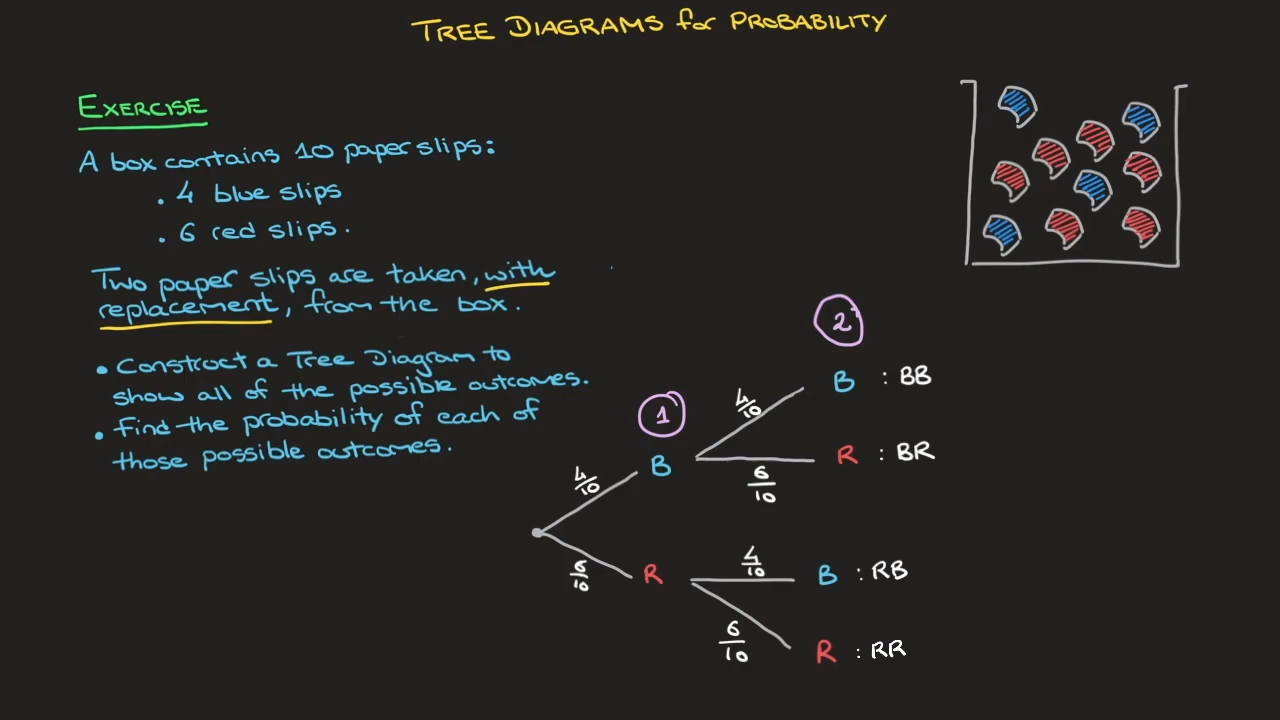 TREE DIAGRAMS for PROBABILITY
EXERCISE
A box contains 10 paper slips:
. 4 blue slips
. 6 red slips.
Two paper slips are taken, with
replacement, from the box.
• Construct a Tree Diagram to
show all of the possible outcomes.
• Find the probability of each of
those possible outcomes.
1
2
4/10
B
4/10
B : BB
6/10
R : BR
6/10
R
4/10
B : RB
6/10
R : RR